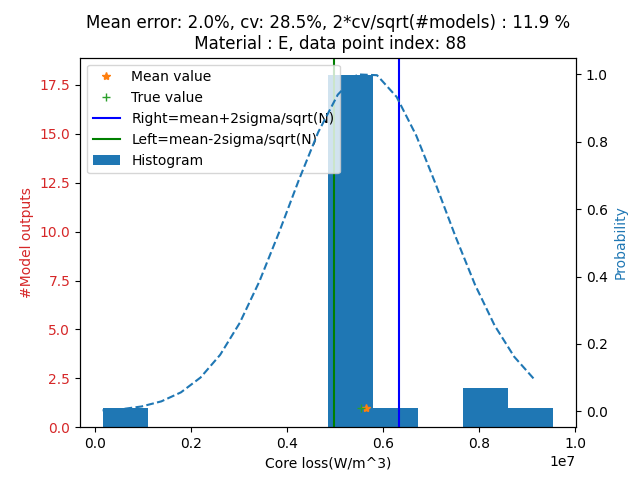 Mean error: 2.0%, cv: 28.5%, 2*cv/sqrt(#models) : 11.9 %
Material : E, data point index: 88
Mean value
True value
Right=mean+2sigma/sqrt(N)
Left=mean-2sigma/sqrt(N)
Histogram
#Model outputs
17.5
15.0
12.5
10.0
7.5
5.0
2.5
0.0
1.0
0.8
0.6
0.4
0.2
0.0
Probability
0.0 0.2 0.4 0.6 0.8 1.0
1e7
Core loss(W/m^3)